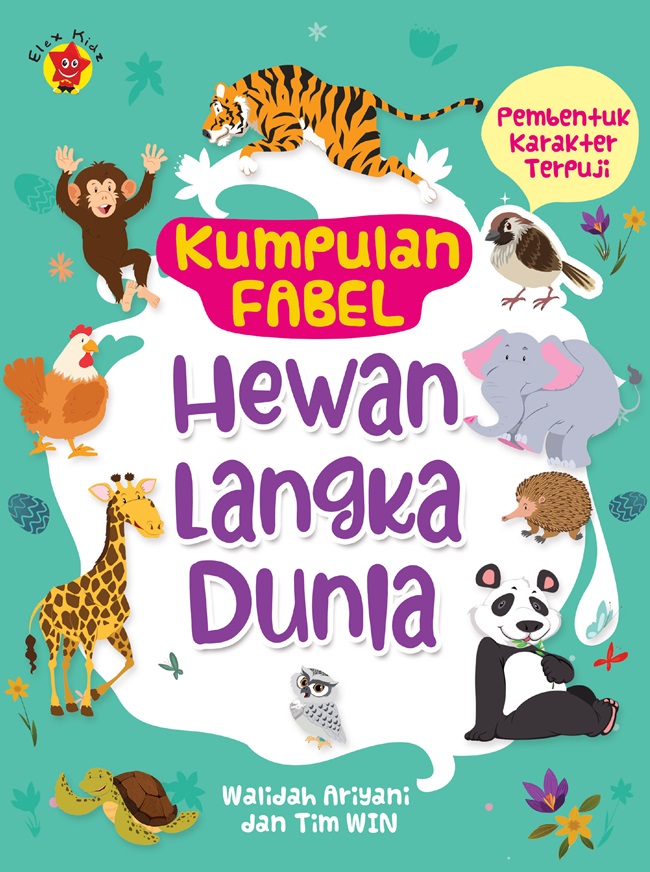 Elex Kidz
Pembentuk
Karakter
Terpuji
Kumpulan
FABEL
Hewan
Langka
Dunia
Walidah Ariyani
dan Tim WIN